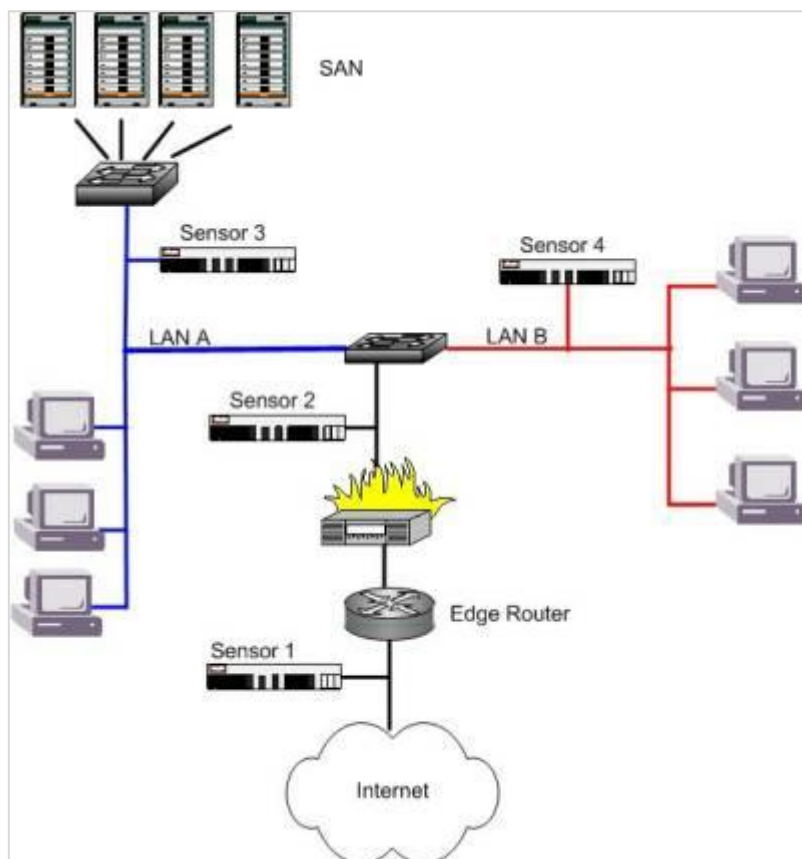 SAN
Sensor 3
Sensor 4
LAN A
LAN B
Sensor 2
Edge Router
Sensor 1
Internet